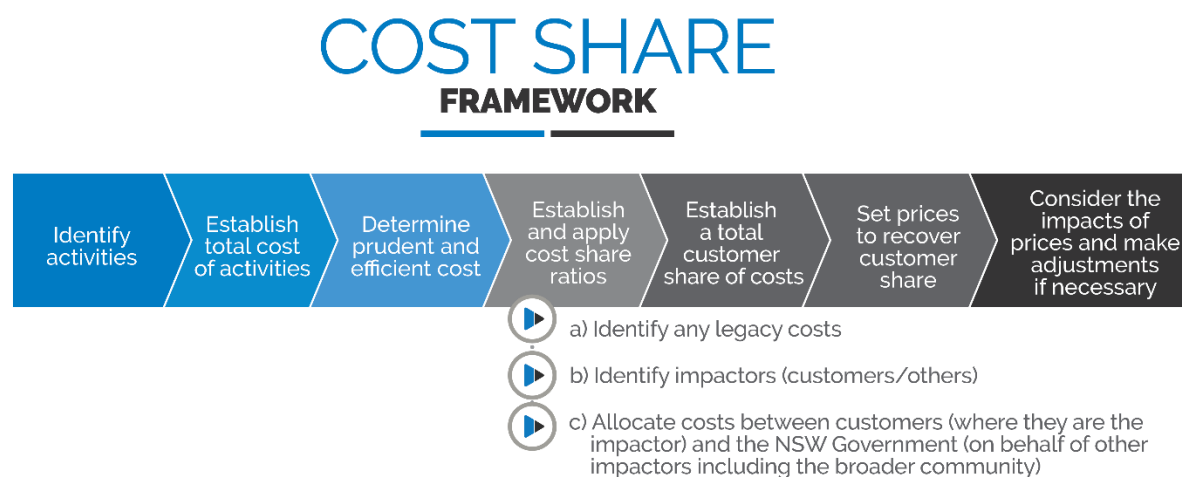 COST SHARE
FRAMEWORK
Identify
activities
Establish
total cost
of activities
Determine
prudent and
efficient cost
Establish
and apply
cost share
ratios
Establish
a total
customer
share of costs
Set prices
to recover
customer
share
Consider the
impacts of
prices and make
adjustments
if necessary
a) Identify any legacy costs
b) Identify impactors (customers/others)
c) Allocate costs between customers (where they are the
impactor) and the NSW Government (on behalf of other
impactors including the broader community)